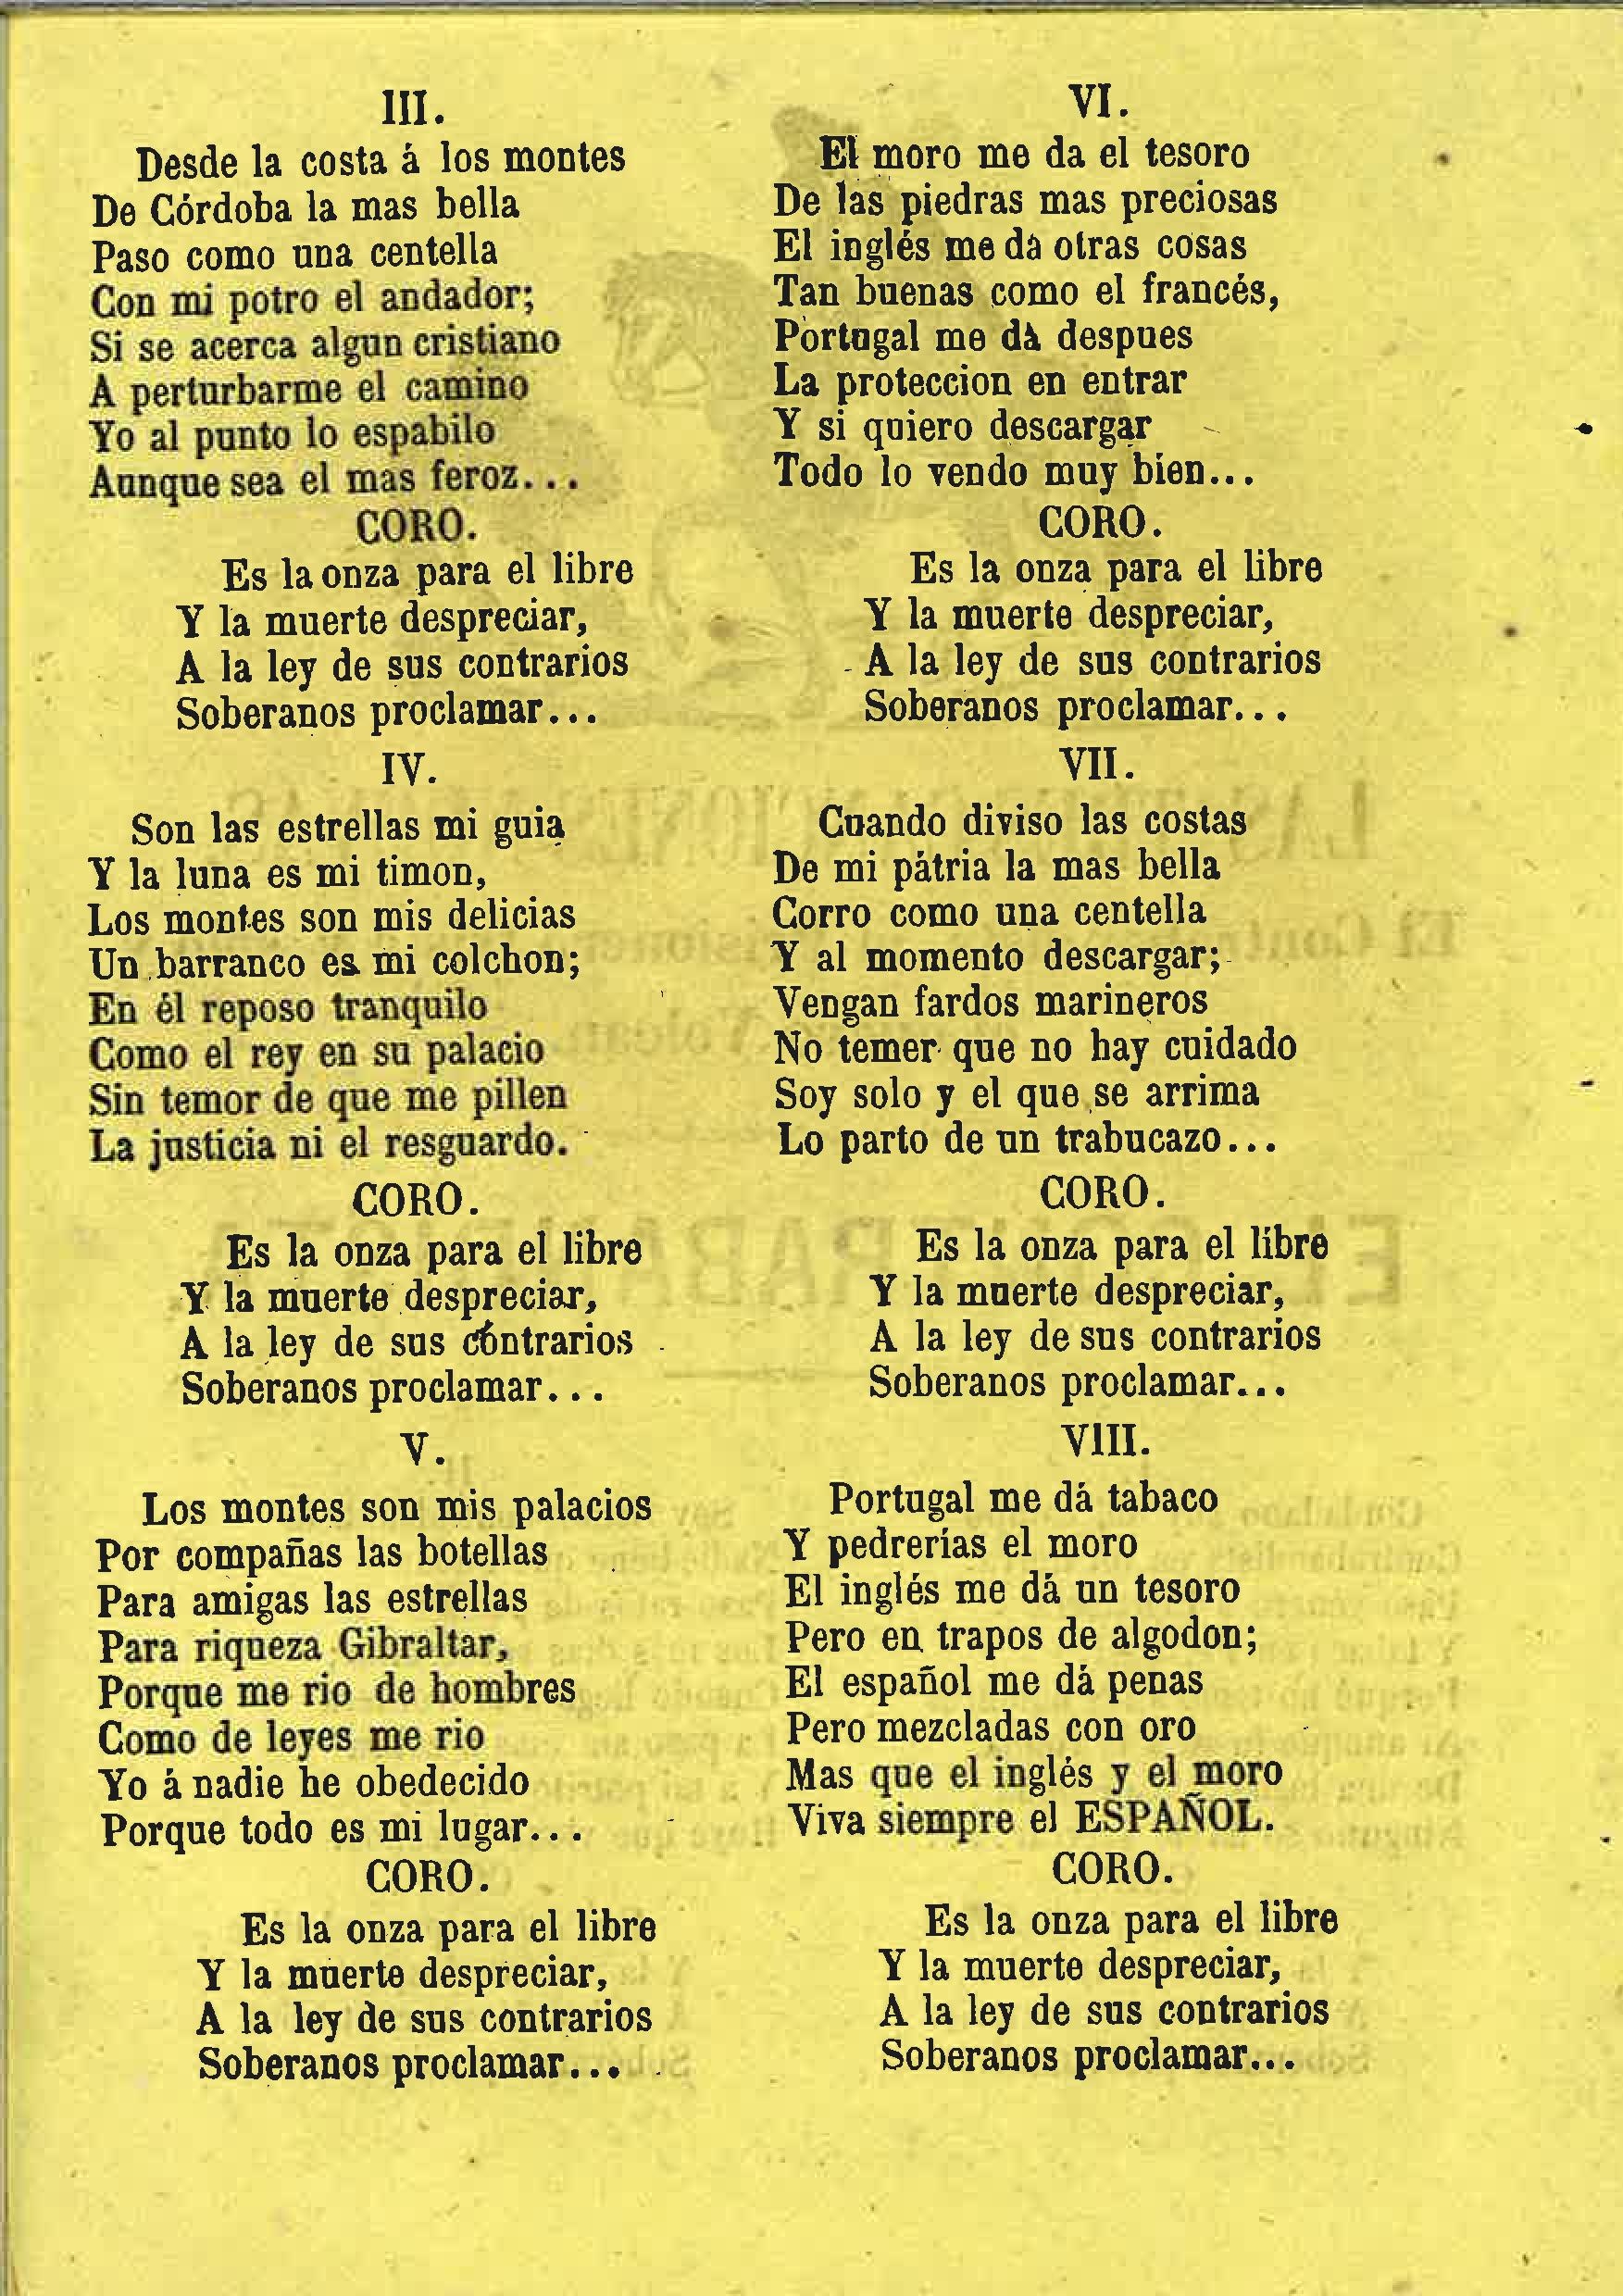 III.
Desde la costa á los montes
De Córdoba la mas bella
Paso como una centella
Con mi potro el andador;
Si se acerca algun cristiano
A perturbarme el camino
Yo al punto lo espabilo
Aunque sea el mas feroz...
CORO.
Es la onza para el libre
Y la muerte despreciar,
A la ley de sus contrarios
Soberanos proclamar...
IV.
Son las estrellas mi guia
Y la luna es mi timon,
Los montes son mis delicias
Un barranco es mi colchon;
En él reposo tranquilo
Como el rey en su palacio
Sin temor de que me pillen
La justicia ni el resguardo.
CORO.
Es la onza para el libre
Y la muerte despreciar,
A la ley de sus cóntrarios
Soberanos proclamar...
V.
Los montes son mis palacios
Por compañas las botellas
Para amigas las estrellas
Para riqueza Gibraltar,
Porque me rio de hombres
Como de leyes me rio
Yo á nadie he obedecido
Porque todo es mi lugar...
CORO.
Es la onza para el libre
Y la muerte despreciar,
A la ley de sus contrarios
Soberanos proclamar...
VI.
El moro me da el tesoro
De las piedras mas preciosas
El inglés me da otras cosas
Tan buenas como el francés,
Portugal me dá despues
La proteccion en entrar
Y si quiero descargar
Todo lo vendo muy bien...
CORO.
Es la onza para el libre
Y la muerte despreciar,
A la ley de sus contrarios
Soberanos proclamar...
VII.
Cuando diviso las costas
De mi pátria la mas bella
Corro como una centella
Y al momento descargar;
Vengan fardos marineros
No temer que no hay cuidado
Soy solo y el que se arrima
Lo parto de un trabucazo...
CORO.
Es la onza para el libre
Y la muerte despreciar,
A la ley de sus contrarios
Soberanos proclamar...
VIII.
Portugal me dá tabaco
Y pedrerías el moro
El inglés me dá un tesoro
Pero en trapos de algodon;
El español me dá penas
Pero mezcladas con oro
Mas que el inglés y el moro
Viva siempre el ESPAÑOL.
CORO.
Es la onza para el libre
Y la muerte despreciar,
A la ley de sus contrarios
Soberanos proclamar...